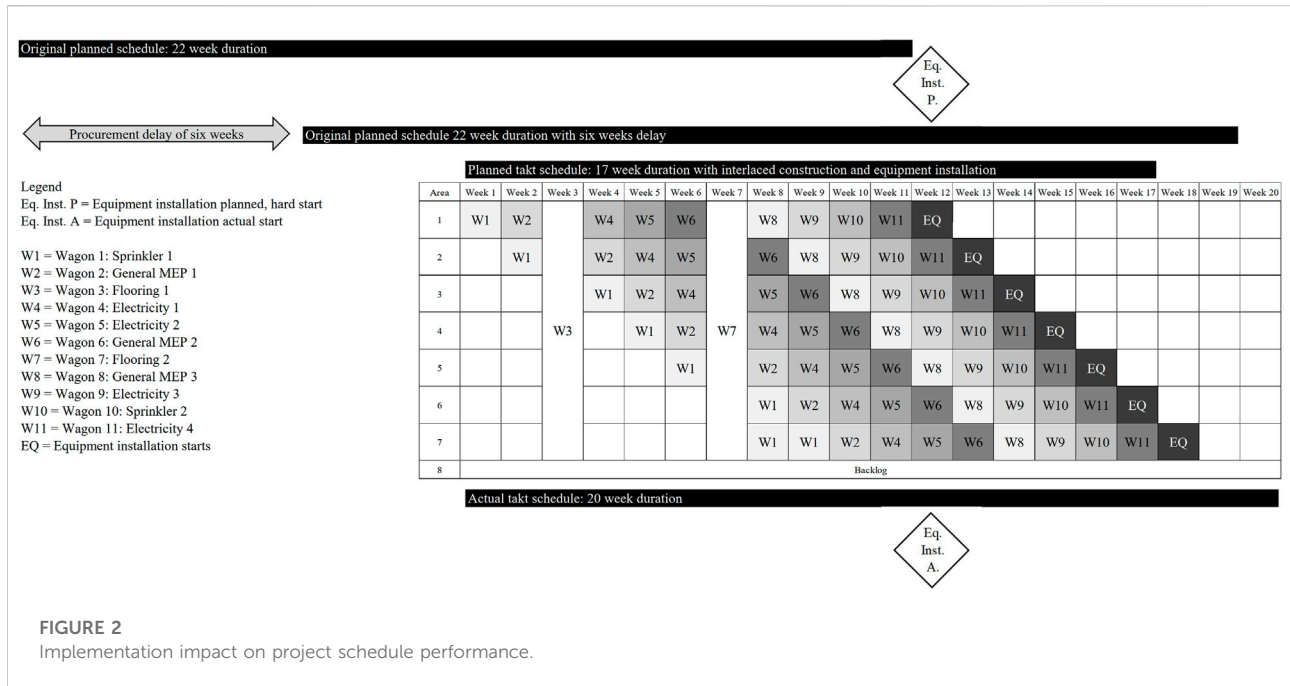 Original planned schedule: 22 week duration
Eq.
Inst.
P.
Procurement delay of six weeks
Original planned schedule 22 week duration with six weeks delay
Planned takt schedule: 17 week duration with interlaced construction and equipment installation
Legend
Eq. Inst. P = Equipment installation planned, hard start
Eq. Inst. A = Equipment installation actual start
W1 = Wagon 1: Sprinkler 1
W2 = Wagon 2: General MEP 1
W3 = Wagon 3: Flooring 1
W4 = Wagon 4: Electricity 1
W5 = Wagon 5: Electricity 2
W6 = Wagon 6: General MEP 2
W7 = Wagon 7: Flooring 2
W8 = Wagon 8: General MEP 3
W9 = Wagon 9: Electricity 3
W10 = Wagon 10: Sprinkler 2
W11 = Wagon 11: Electricity 4
EQ = Equipment installation starts
Area Week 1 Week 2 Week 3 Week 4 Week 5 Week 6 Week 7 Week 8 Week 9 Week 10 Week 11 Week 12 Week 13 Week 14 Week 15 Week 16 Week 17 Week 18 Week 19 Week 20
1 W1 W2 W4 W5 W6 W8 W9 W10 W11 EQ
2 W1 W2 W4 W5 W6 W8 W9 W10 W11 EQ
3 W1 W2 W4 W5 W6 W8 W9 W10 W11 EQ
4 W3 W1 W2 W7 W4 W5 W6 W8 W9 W10 W11 EQ
5 W1 W2 W4 W5 W6 W8 W9 W10 W11 EQ
6 W1 W2 W4 W5 W6 W8 W9 W10 W11 EQ
7 W1 W1 W2 W4 W5 W6 W8 W9 W10 W11 EQ
8 Backlog
Actual takt schedule: 20 week duration
Eq.
Inst.
A.
FIGURE 2
Implementation impact on project schedule performance.